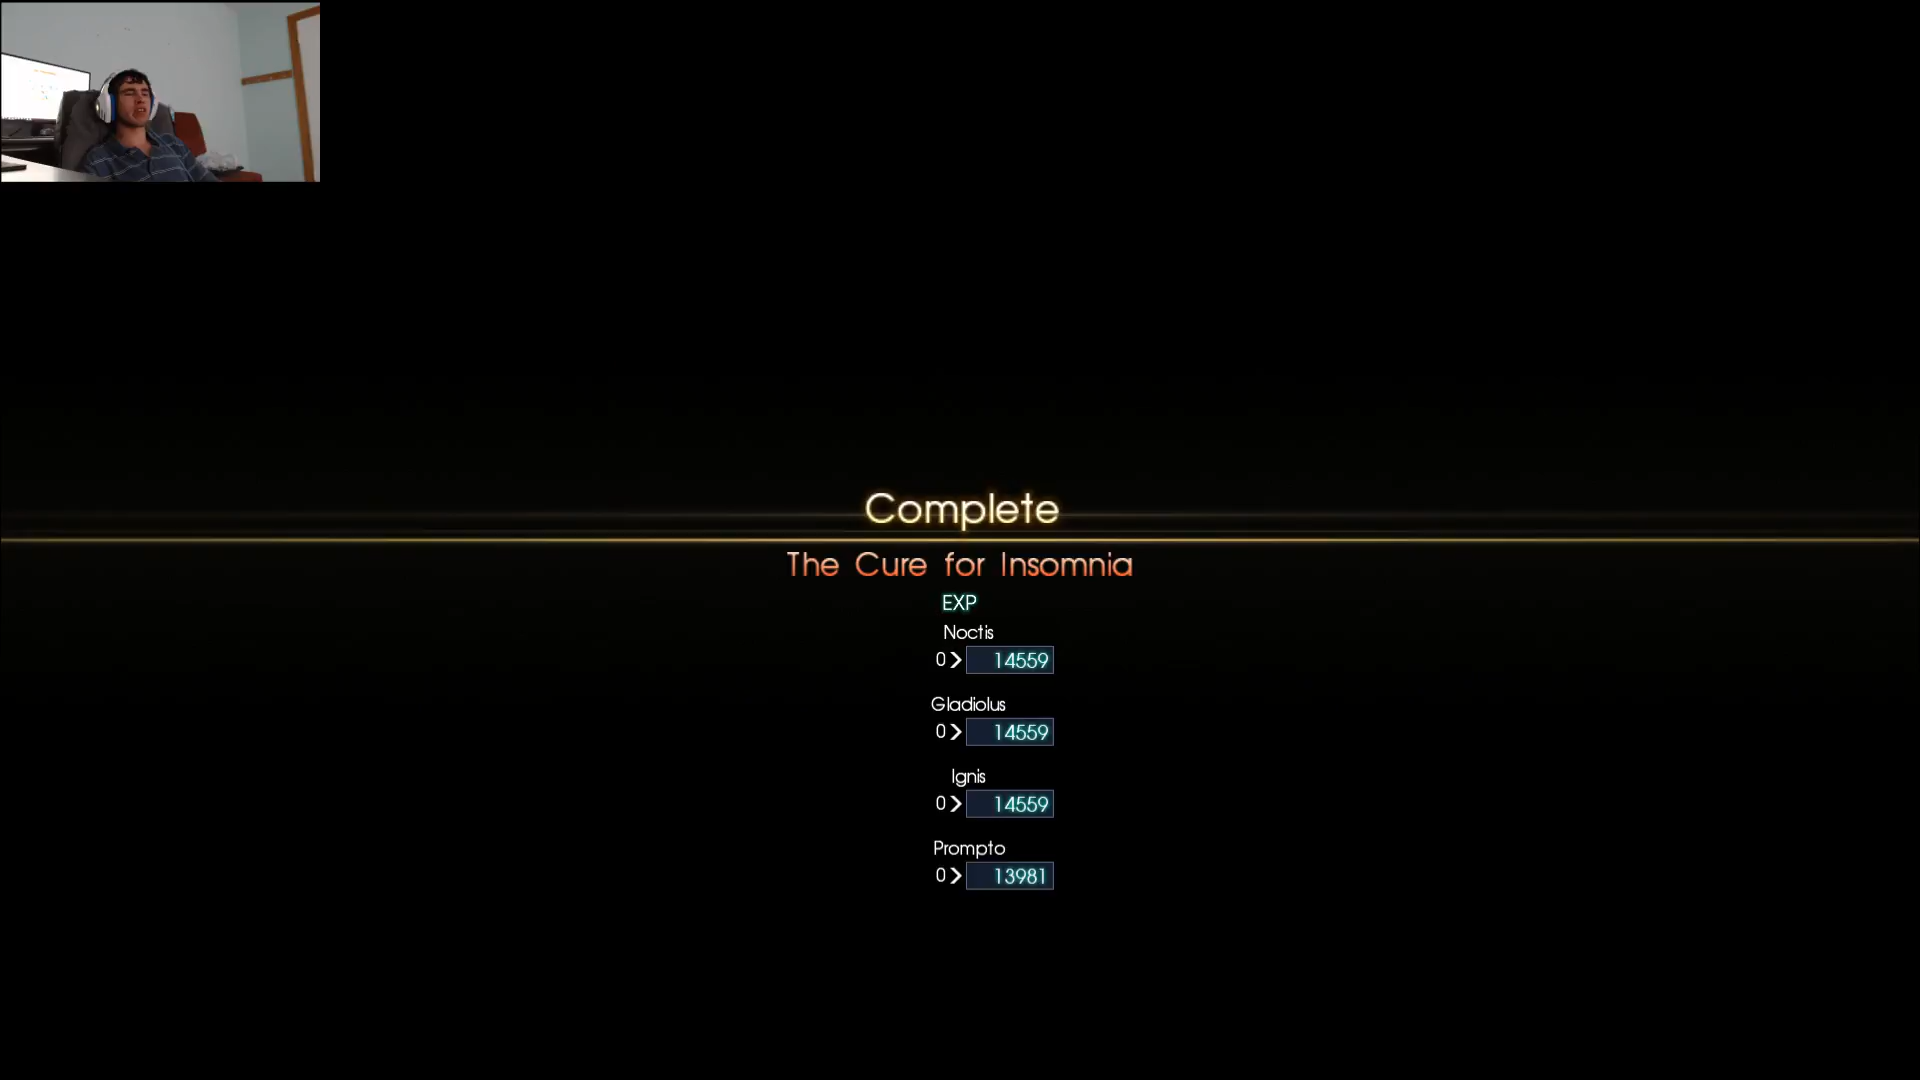 Complete
The Cure for Insomnia
EXP
Noctis
0 > 14559
Gladiolus
0 > 14559
Ignis
0 > 14559
Prompto
0 > 13981